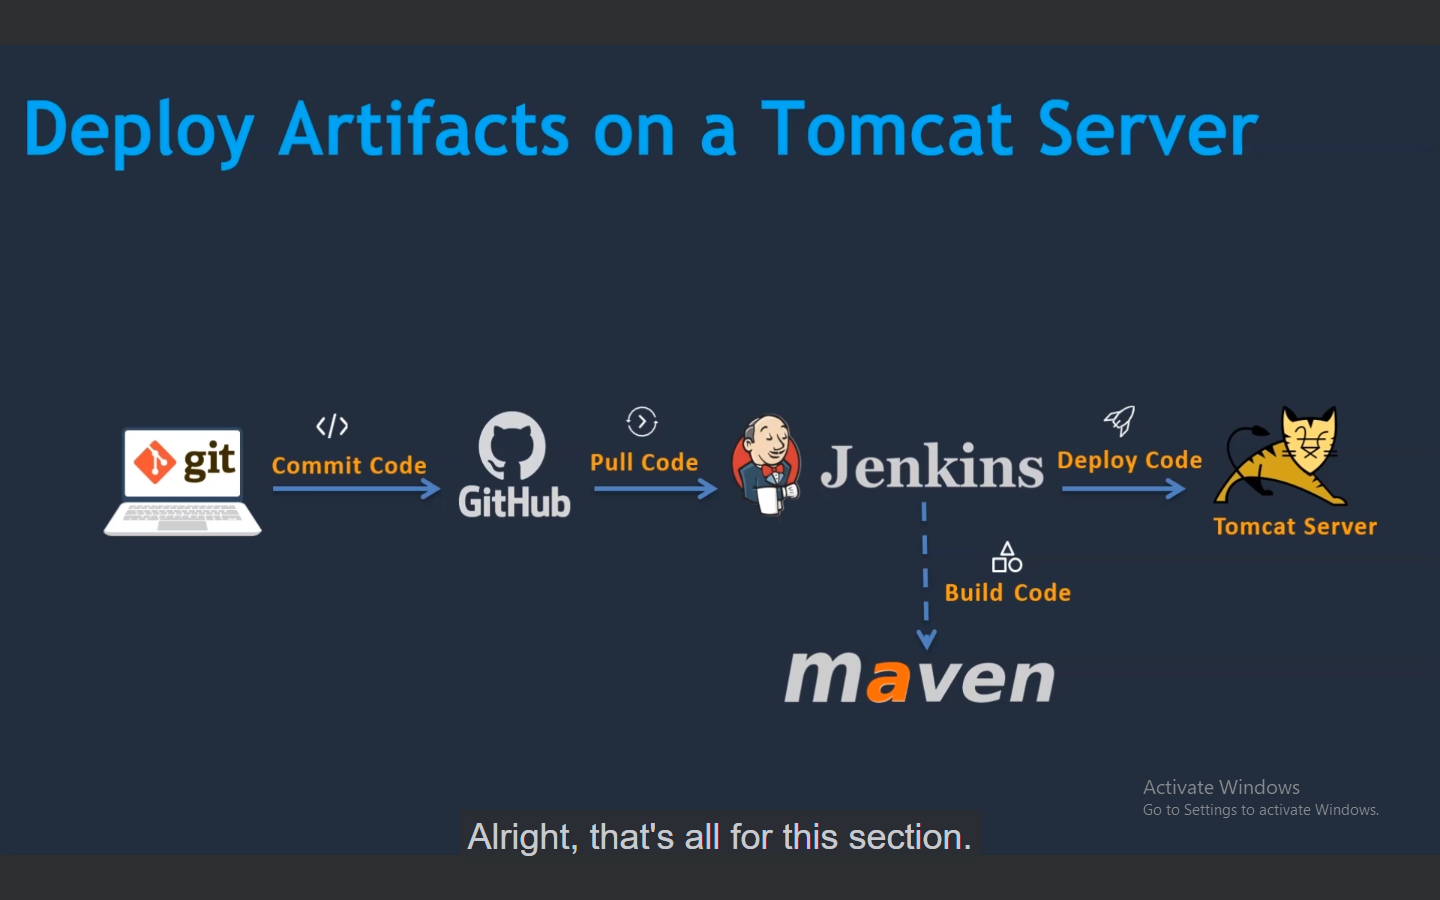 Deploy Artifacts on a Tomcat Server
git
Commit Code
GitHub
Pull Code
Jenkins
Deploy Code
Tomcat Server
Build Code
maven
Activate Windows
Go to Settings to activate Windows.
Alright, that's all for this section.